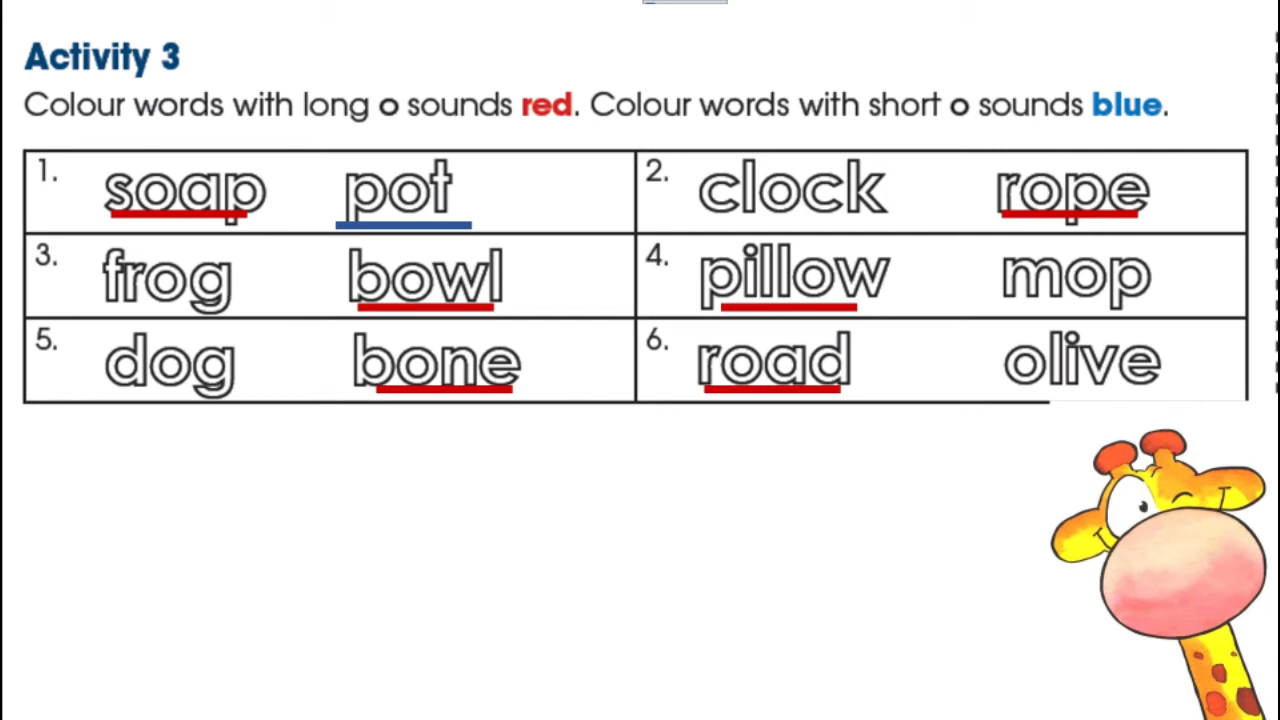 Activity 3
Colour words with long o sounds red. Colour words with short o sounds blue.
1. soap pot 2. clock rope
3. frog bowl 4. pillow mop
5. dog bone 6. road olive